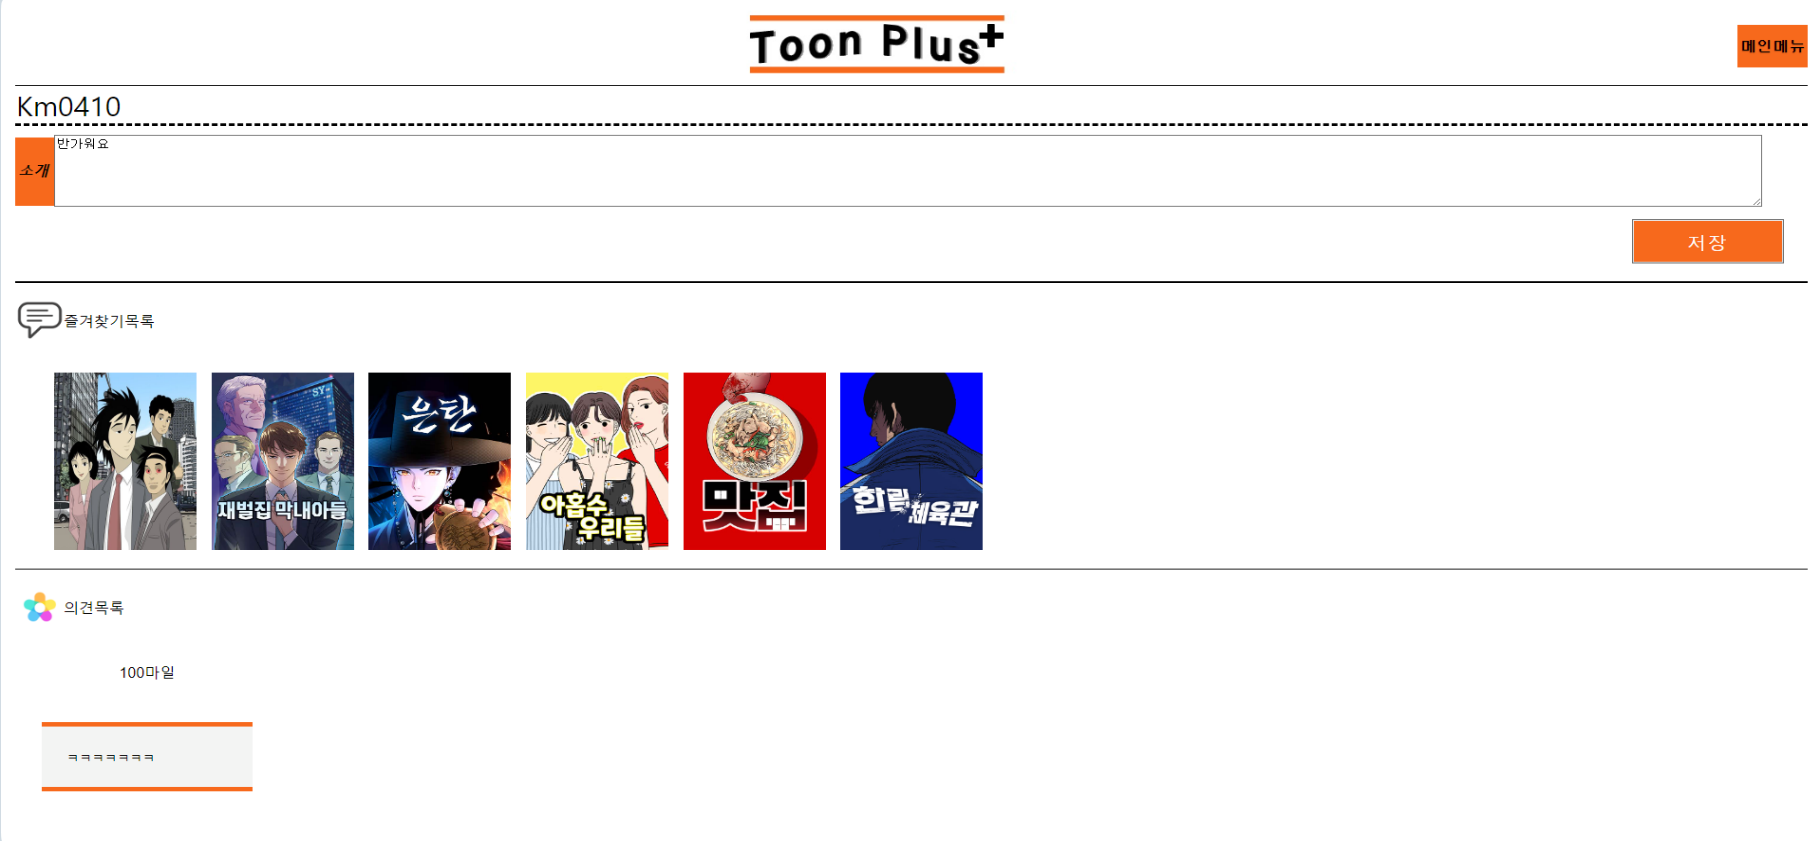 Toon Plus+
메인메뉴
Km0410
소개
반가워요
저장
즐겨찾기목록
SY
재벌집 막내아들
은탄
아홉수
우리들
맛집
한림체육관
의견목록
100마일
ㅋㅋㅋㅋㅋㅋㅋ